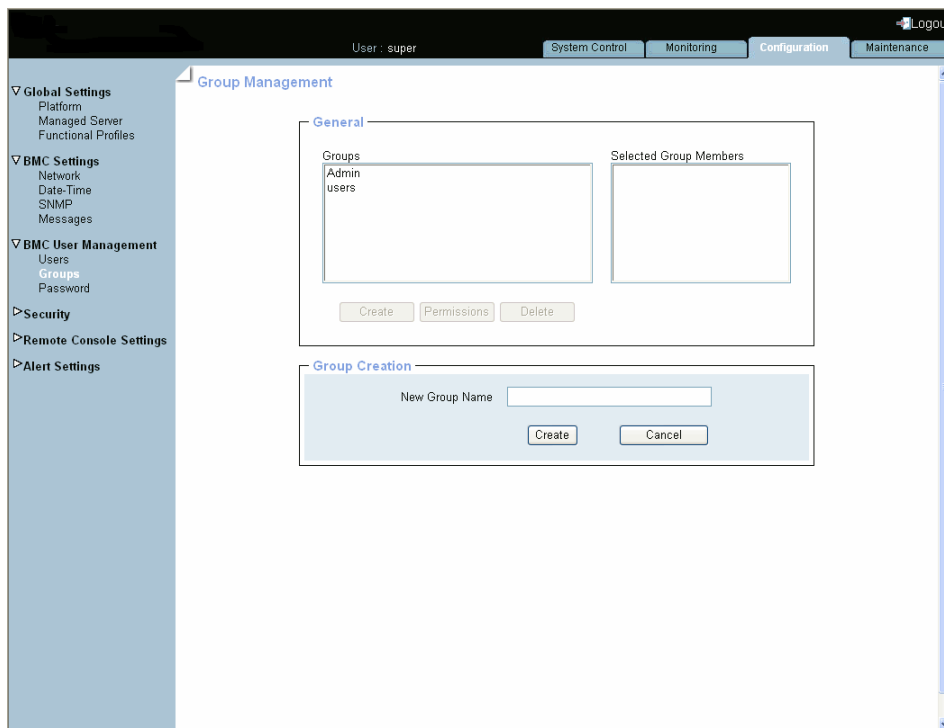 Logou
User : super
System Control
Monitoring
Configuration
Maintenance
Global Settings
Platform
Managed Server
Functional Profiles
BMC Settings
Network
Date-Time
SNMP
Messages
BMC User Management
Users
Groups
Password
Security
Remote Console Settings
Alert Settings
Group Management
General
Groups
Selected Group Members
Admin
users
Create
Permissions
Delete
Group Creation
New Group Name
Create
Cancel